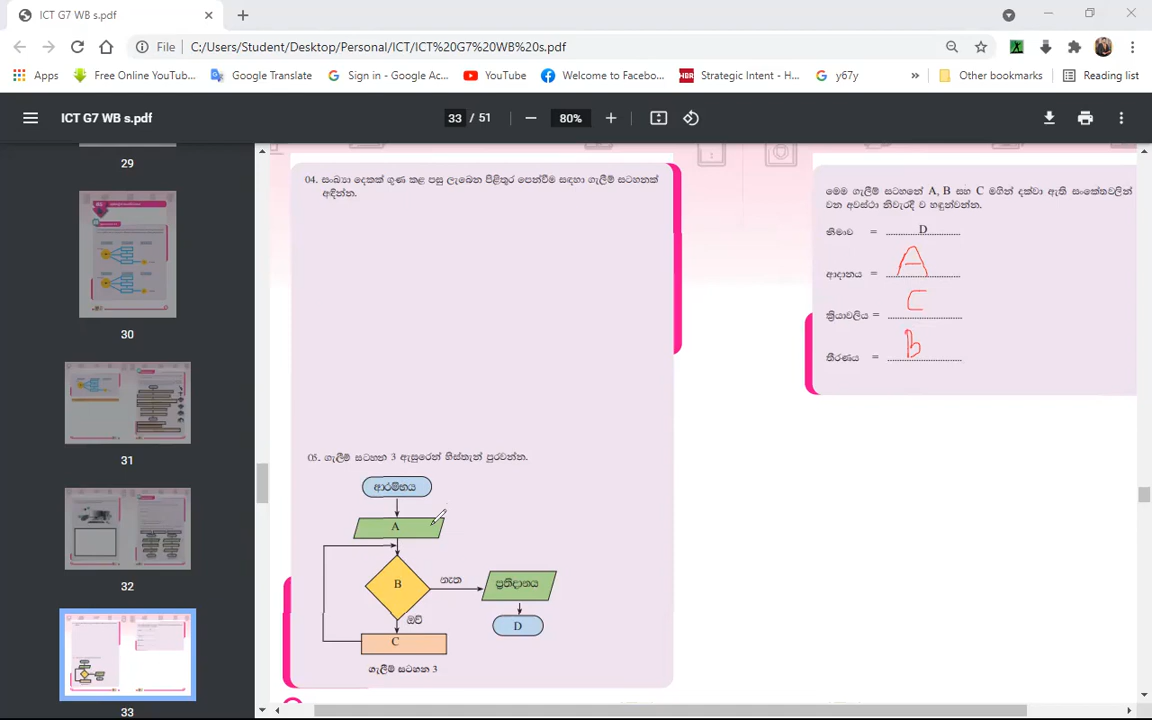 ICT G7 WB s.pdf
File
C:/Users/Student/Desktop/Personal/ICT/ICT%20G7%20WB%20s.pdf
Apps
Free Online YouTub...
Google Translate
Sign in - Google Ac...
YouTube
Welcome to Facebo...
HBR
Strategic Intent - H...
y67y
»
Other bookmarks
Reading list
ICT G7 WB s.pdf
33 / 51
80%
29
30
31
32
33
04. සංඛ්‍යා දෙකක් ගුණ කළ පසු ලැබෙන පිළිතුර පෙන්වීම සඳහා ගැලීම් සටහනක්
අඳින්න.
05. ගැලීම් සටහන 3 ඇසුරෙන් හිස්තැන් පුරවන්න.
ආරම්භය
A
B
නැත
ප්‍රතිදානය
ඔව්
C
D
ගැලීම් සටහන 3
මෙම ගැලීම් සටහනේ A, B සහ C මගින් දක්වා ඇති සංකේතවලින්
වන අවස්ථා නිවැරදි ව හඳුන්වන්න.
නිමාව = D
ආදානය = A
ක්‍රියාවලිය = C
තීරණය = B